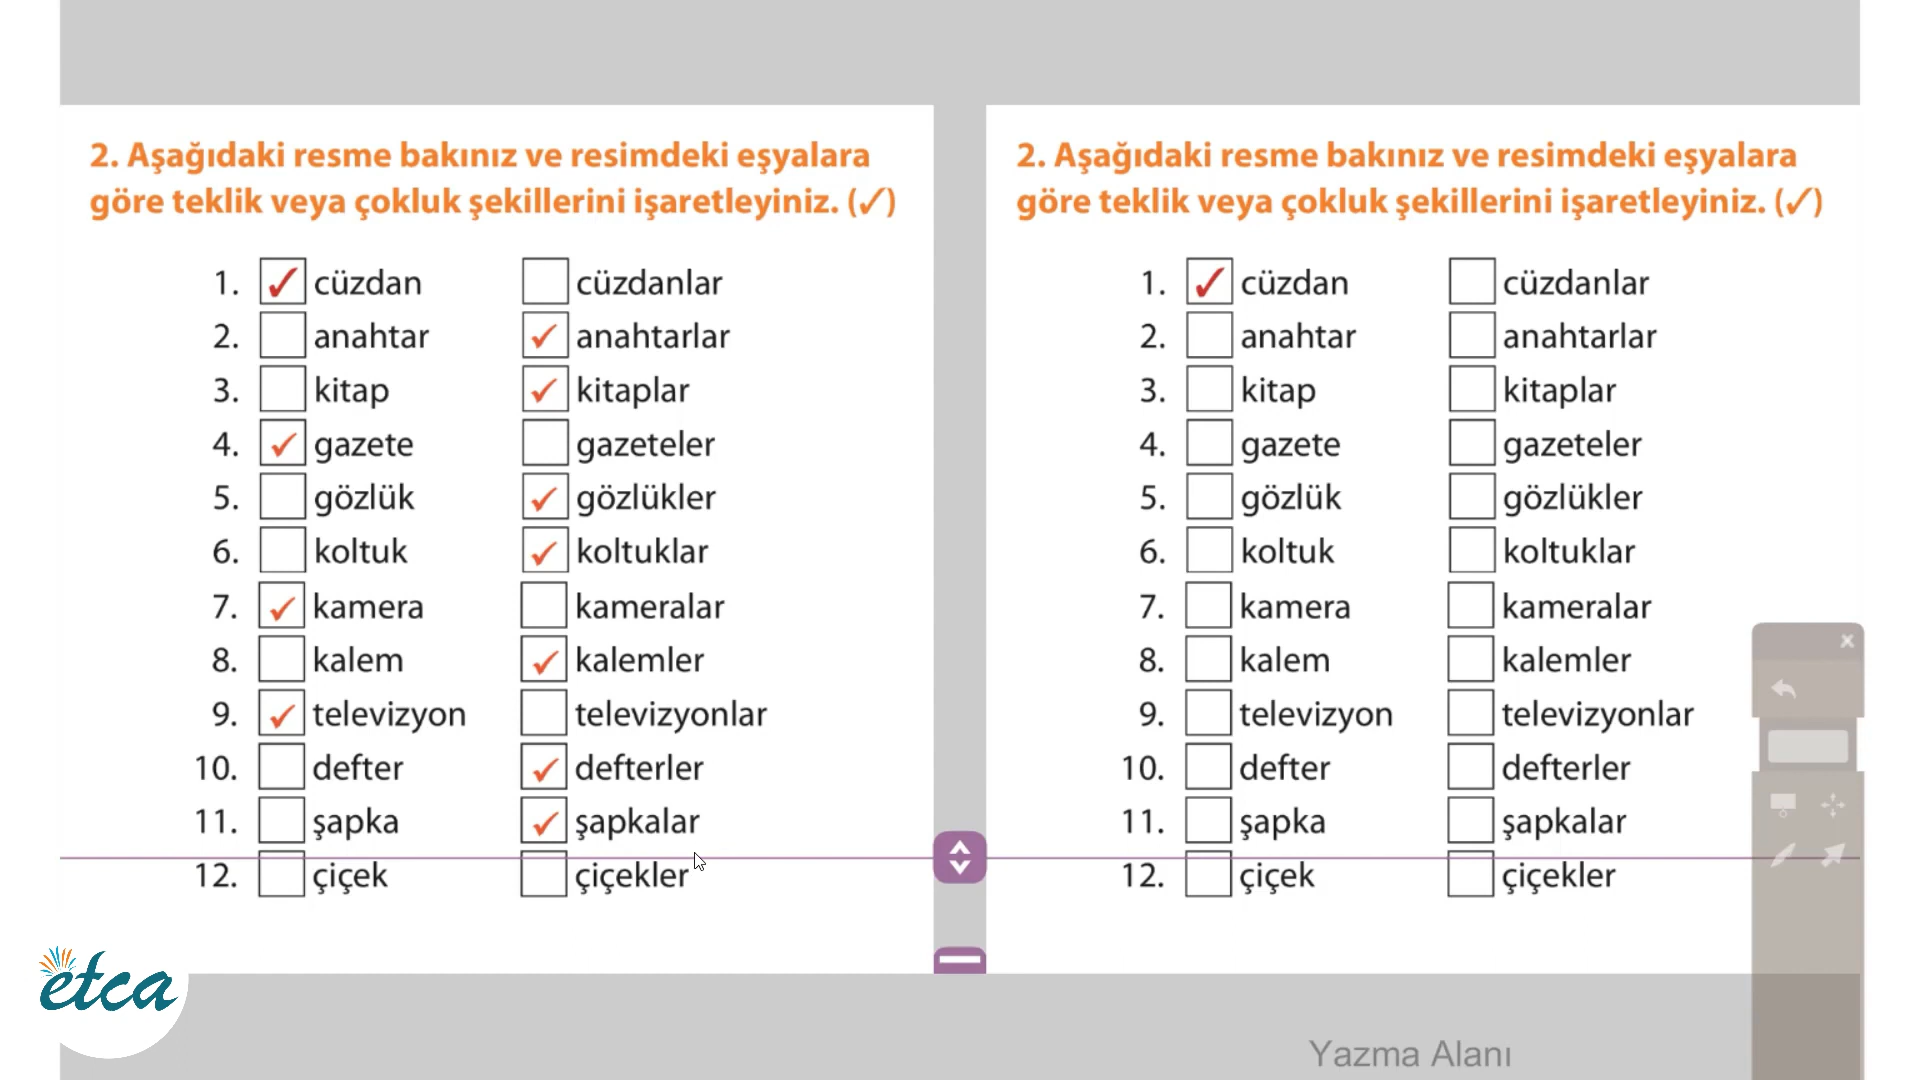 2. Aşağıdaki resme bakınız ve resimdeki eşyalara
göre teklik veya çokluk şekillerini işaretleyiniz. (✓)
1. ✓ cüzdan cüzdanlar
2. anahtar ✓ anahtarlar
3. kitap ✓ kitaplar
4. ✓ gazete gazeteler
5. gözlük ✓ gözlükler
6. koltuk ✓ koltuklar
7. ✓ kamera kameralar
8. kalem ✓ kalemler
9. ✓ televizyon televizyonlar
10. defter ✓ defterler
11. şapka ✓ şapkalar
12. çiçek çiçekler
2. Aşağıdaki resme bakınız ve resimdeki eşyalara
göre teklik veya çokluk şekillerini işaretleyiniz. (✓)
1. ✓ cüzdan cüzdanlar
2. anahtar anahtarlar
3. kitap kitaplar
4. gazete gazeteler
5. gözlük gözlükler
6. koltuk koltuklar
7. kamera kameralar
8. kalem kalemler
9. televizyon televizyonlar
10. defter defterler
11. şapka şapkalar
12. çiçek çiçekler
etca
Yazma Alanı